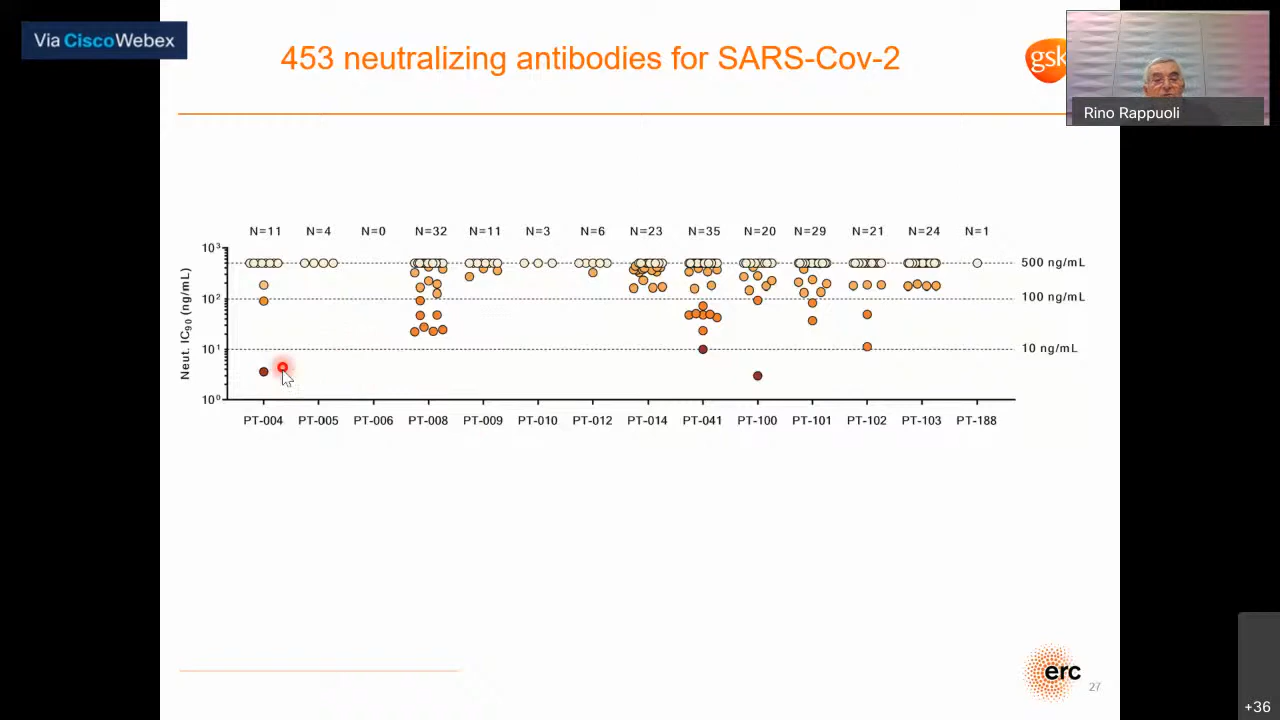 Via CiscoWebex
453 neutralizing antibodies for SARS-Cov-2
gsk
Rino Rappuoli
N=11 N=4 N=0 N=32 N=11 N=3 N=6 N=23 N=35 N=20 N=29 N=21 N=24 N=1
Neut. IC90 (ng/mL)
10³
500 ng/mL
10²
100 ng/mL
10¹
10 ng/mL
10⁰
PT-004 PT-005 PT-006 PT-008 PT-009 PT-010 PT-012 PT-014 PT-041 PT-100 PT-101 PT-102 PT-103 PT-188
erc
27
+36